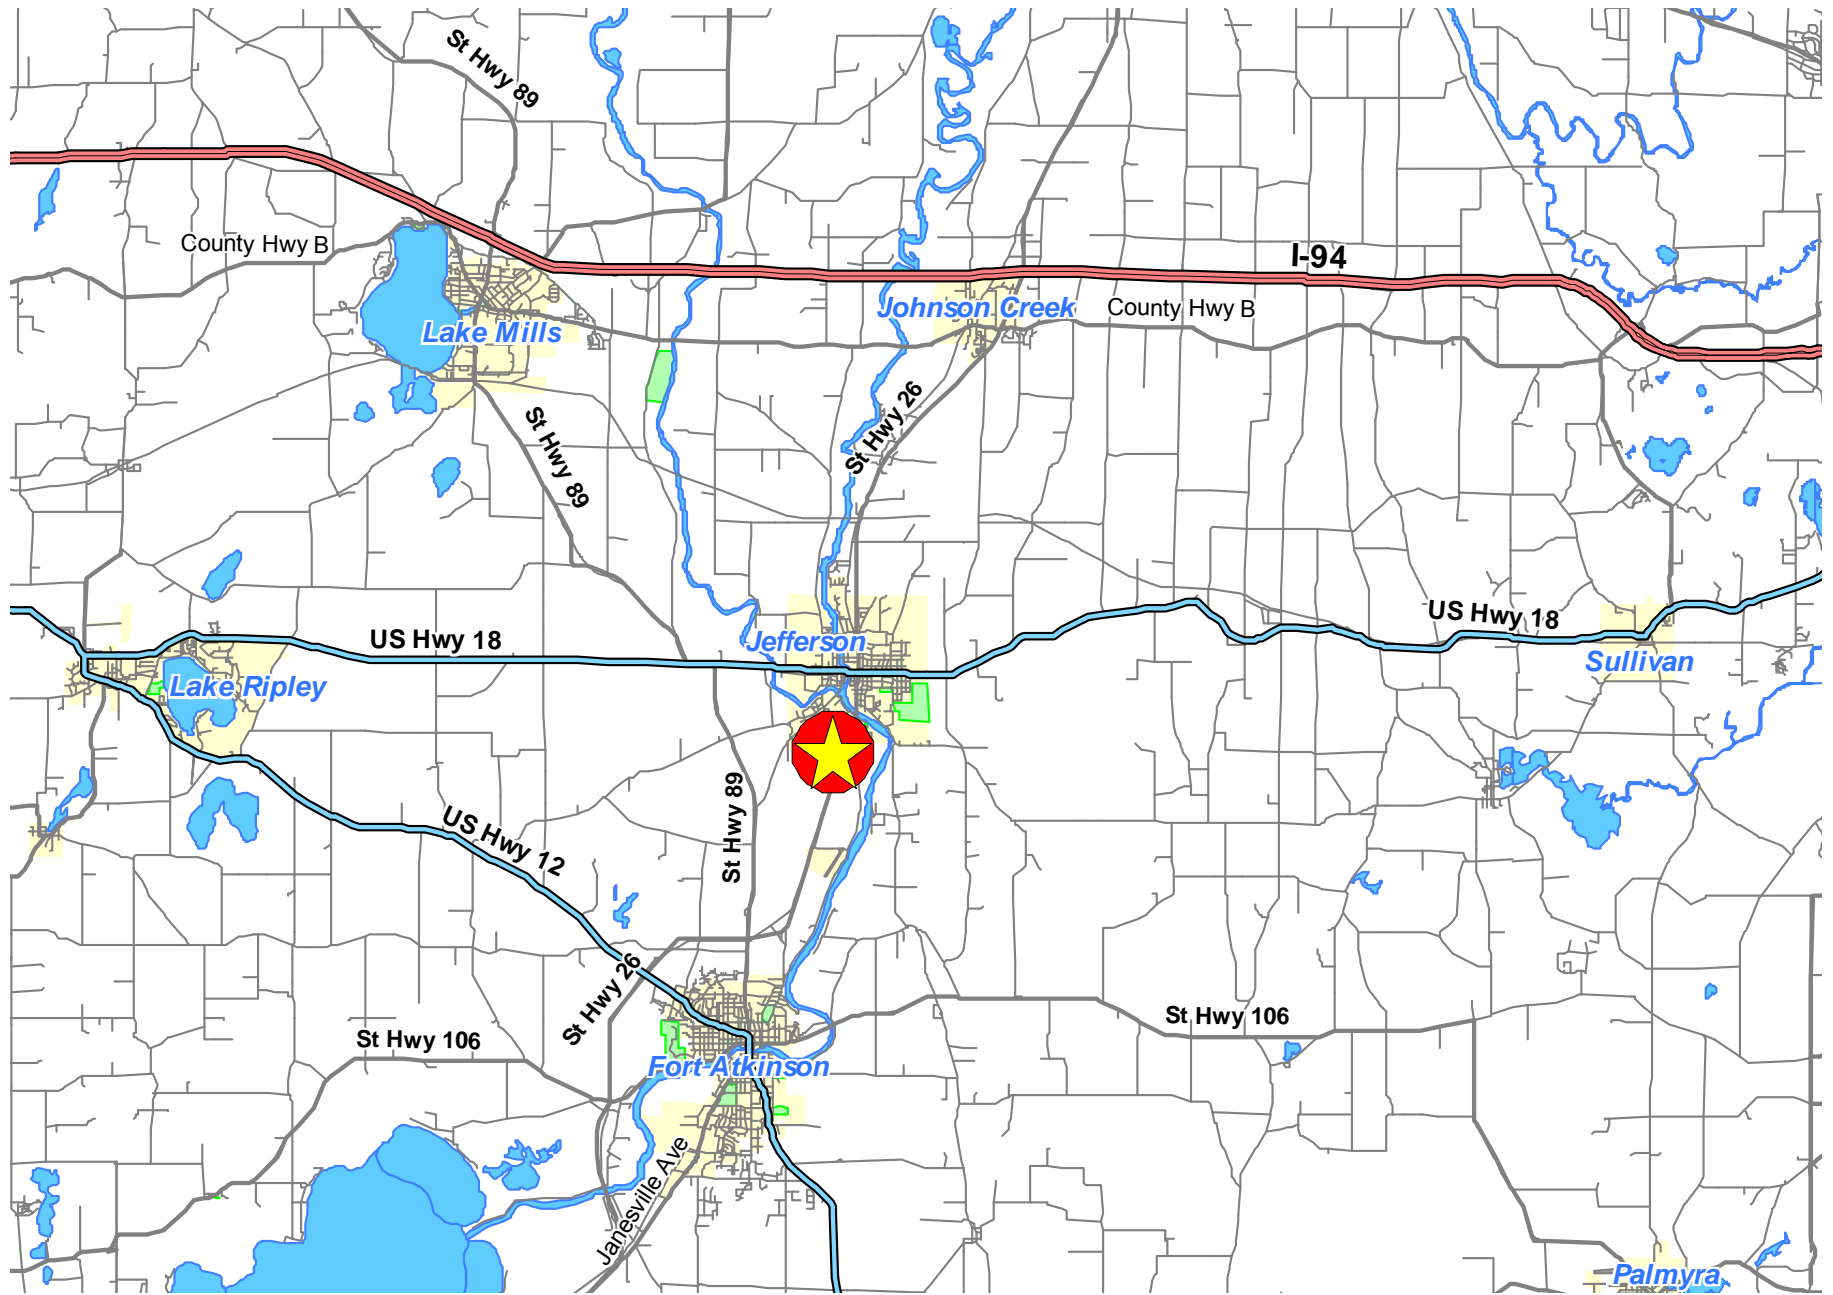 St Hwy 89
County Hwy B
I-94
Johnson Creek
County Hwy B
Lake Mills
St Hwy 26
St Hwy 89
US Hwy 18
US Hwy 18
Jefferson
Sullivan
Lake Ripley
St Hwy 89
US Hwy 12
St Hwy 26
St Hwy 106
St Hwy 106
Fort Atkinson
Janesville Ave
Palmyra